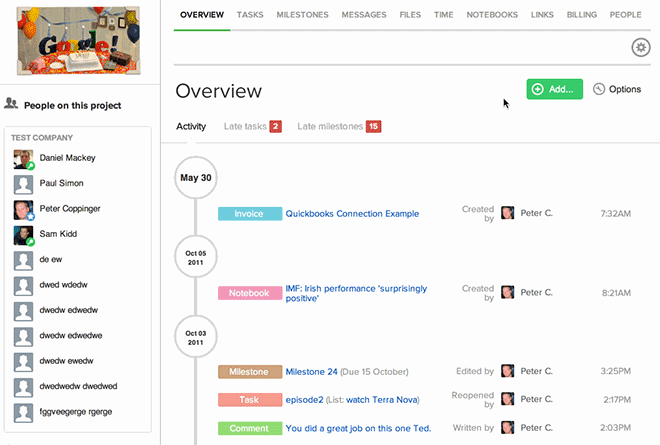 OVERVIEW TASKS MILESTONES MESSAGES FILES TIME NOTEBOOKS LINKS BILLING PEOPLE
Google!
People on this project
TEST COMPANY
Daniel Mackey
Paul Simon
Peter Coppinger
Sam Kidd
de ew
dwed wdedw
dwedw edwedw
dwedw edwedwe
dwedw ewedw
dwedwedw dwedwed
fggveegerge rgerge
Overview
Add...
Options
Activity Late tasks 2 Late milestones 15
May 30
Invoice Quickbooks Connection Example Created by Peter C. 7:32AM
Oct 05
2011
Notebook IMF: Irish performance 'surprisingly
positive' Created by Peter C. 8:21AM
Oct 03
2011
Milestone Milestone 24 (Due 15 October) Edited by Peter C. 3:25PM
Task episode2 (List: watch Terra Nova) Reopened by Peter C. 2:17PM
Comment You did a great job on this one Ted. Written by Peter C. 2:03PM